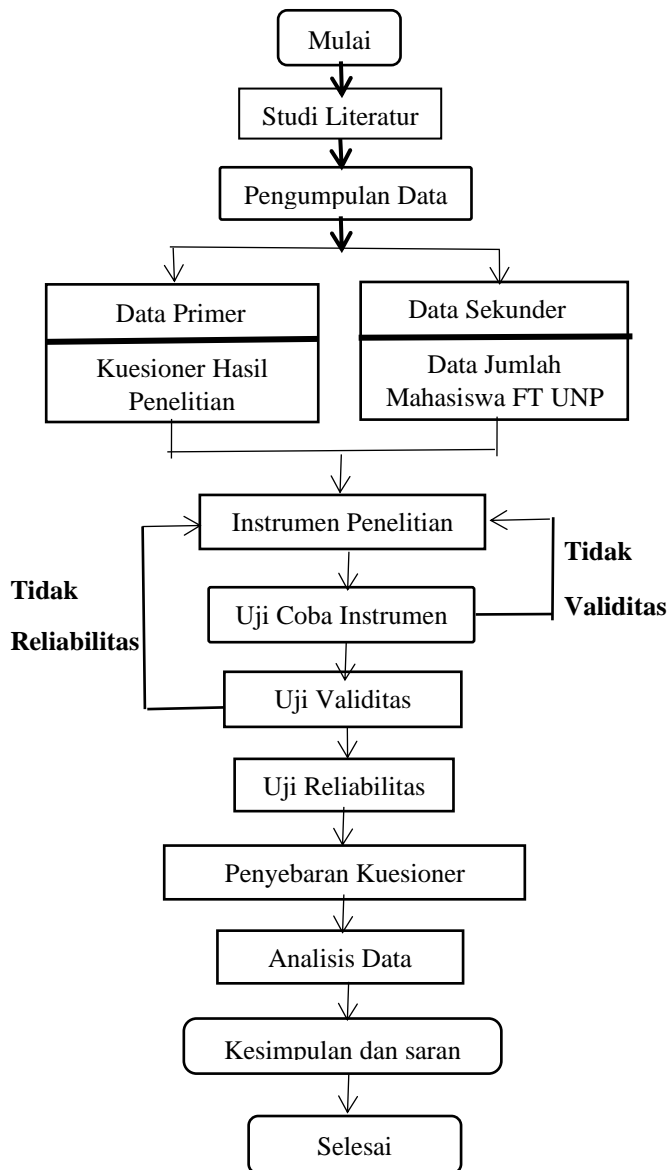 Mulai
Studi Literatur
Pengumpulan Data
Data Primer
Kuesioner Hasil
Penelitian
Data Sekunder
Data Jumlah
Mahasiswa FT UNP
Instrumen Penelitian
Tidak
Validitas
Uji Coba Instrumen
Tidak
Reliabilitas
Uji Validitas
Uji Reliabilitas
Penyebaran Kuesioner
Analisis Data
Kesimpulan dan saran
Selesai